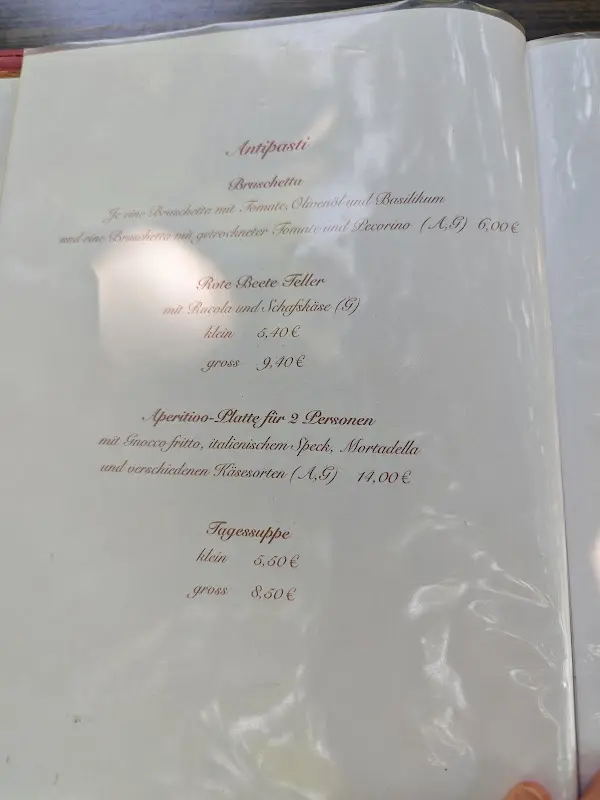 Antipasti
Bruschetta
Je eine Bruschetta mit Tomate, Olivenöl und Basilikum
und eine Bruschetta mit getrockneter Tomate und Pecorino (A,G) 6,00 €
Rote Beete Teller
mit Rucola und Schafskäse (G)
klein 5,40 €
gross 9,40 €
Aperitivo-Platte für 2 Personen
mit Gnocco fritto, italienischem Speck, Mortadella
und verschiedenen Käsesorten (A,G) 14,00 €
Tagessuppe
klein 5,50 €
gross 8,50 €